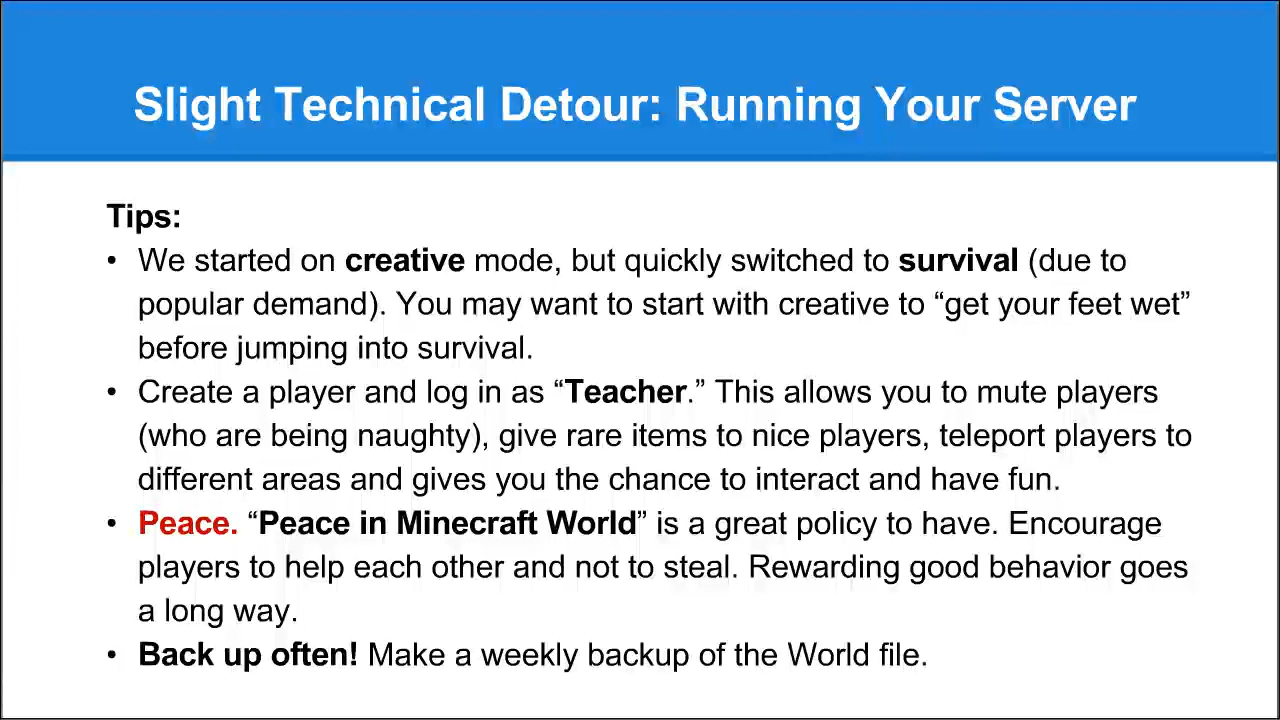 Slight Technical Detour: Running Your Server
Tips:
• We started on creative mode, but quickly switched to survival (due to
popular demand). You may want to start with creative to “get your feet wet”
before jumping into survival.
• Create a player and log in as “Teacher.” This allows you to mute players
(who are being naughty), give rare items to nice players, teleport players to
different areas and gives you the chance to interact and have fun.
• Peace. “Peace in Minecraft World” is a great policy to have. Encourage
players to help each other and not to steal. Rewarding good behavior goes
a long way.
• Back up often! Make a weekly backup of the World file.